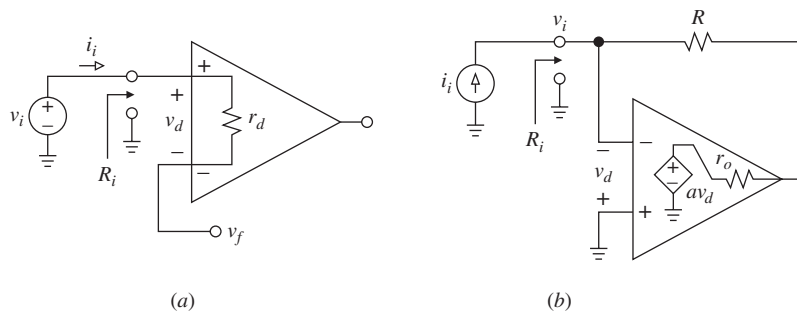 i_i
v_i
+
−
R_i
+
v_d
−
+
−
r_d
v_f
(a)
v_i
R
i_i
R_i
−
v_d
+
−
+
+
−
r_o
av_d
(b)